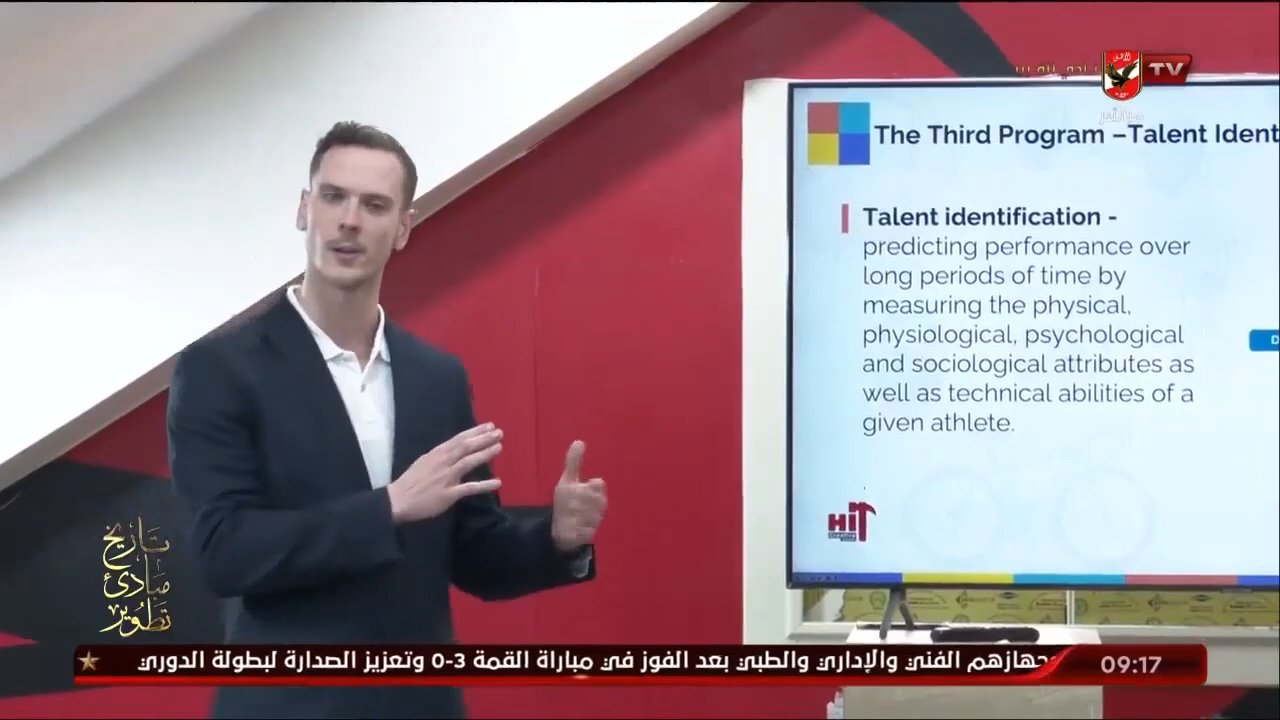 TV
The Third Program –Talent Ident
Talent identification -
predicting performance over
long periods of time by
measuring the physical,
physiological, psychological
and sociological attributes as
well as technical abilities of a
given athlete.
D
HiT
Creative
تاريخ
مبادئ
تطوير
جهازهم الفني والإداري والطبي بعد الفوز في مباراة القمة 3-0 وتعزيز الصدارة لبطولة الدوري
09:17